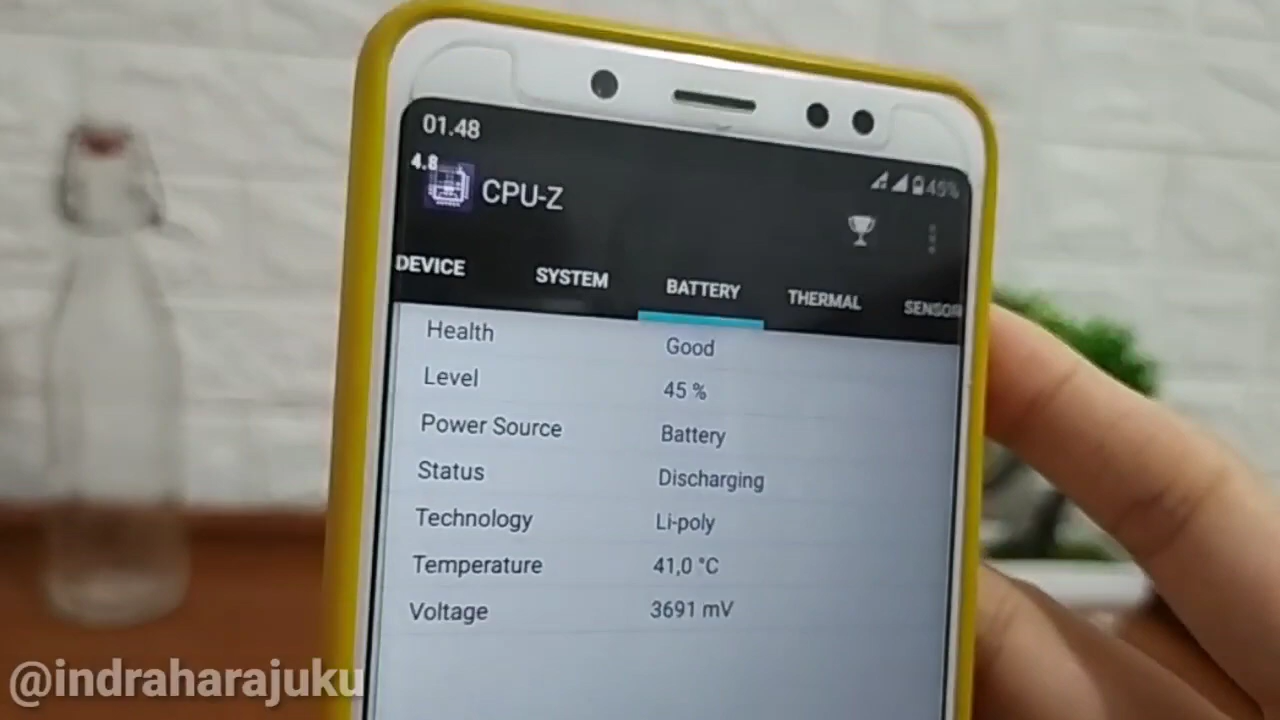 01.48
45%
4.8
CPU-Z
DEVICE SYSTEM BATTERY THERMAL SENSOR
Health Good
Level 45 %
Power Source Battery
Status Discharging
Technology Li-poly
Temperature 41,0 °C
Voltage 3691 mV
@indraharajuku